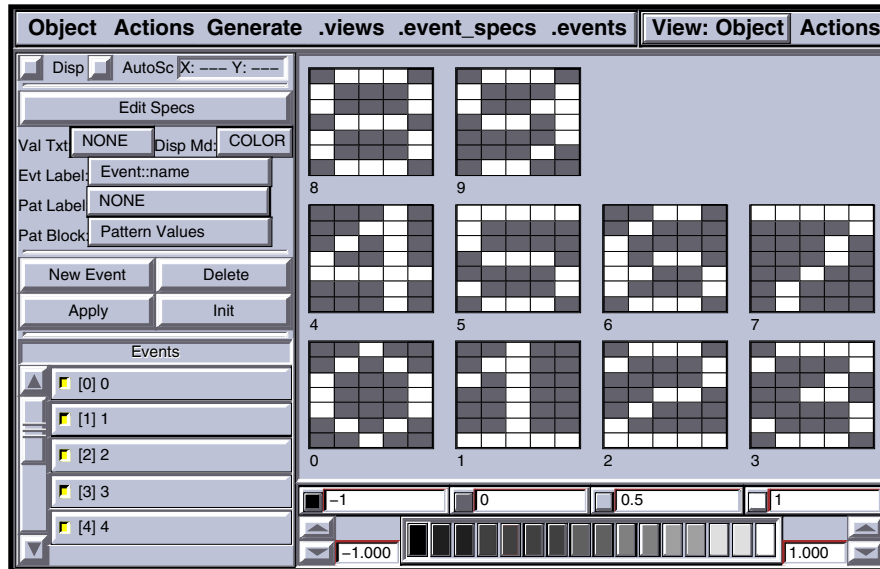 Object Actions Generate .views .event_specs .events View: Object Actions
Disp AutoSc X: −−− Y: −−−
Edit Specs
Val Txt: NONE Disp Md: COLOR
Evt Label: Event::name
Pat Label: NONE
Pat Block: Pattern Values
New Event Delete
Apply Init
Events
[0] 0
[1] 1
[2] 2
[3] 3
[4] 4
8 9
4 5 6 7
0 1 2 3
−1 0 0.5 1
−1.000 1.000